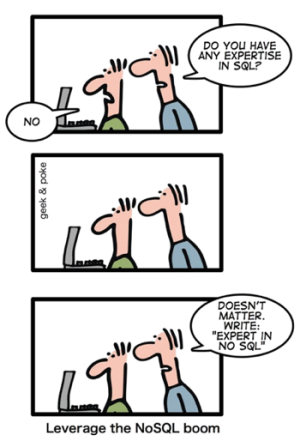 DO YOU HAVE
ANY EXPERTISE
IN SQL?
NO
geek & poke
DOESN'T
MATTER.
WRITE:
"EXPERT IN
NO SQL"
Leverage the NoSQL boom